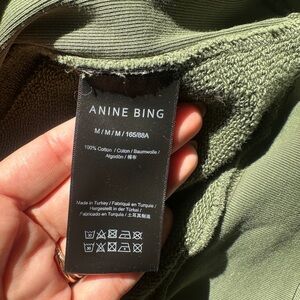 ANINE BING
M / M / M / 165/88A
100% Cotton / Coton / Baumwolle /
Algodón / 棉布
Made in Turkey / Fabriqué en Turquie /
Hergestellt in der Türkei /
Fabricado en Turquía / 土耳其制造